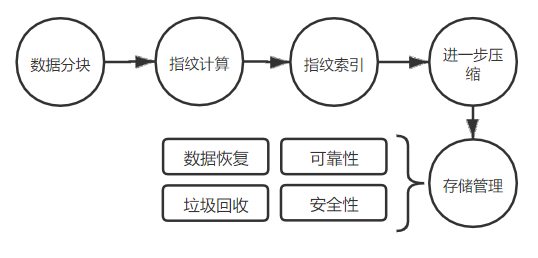 数据分块
指纹计算
指纹索引
进一步压
缩
数据恢复
可靠性
垃圾回收
安全性
存储管理